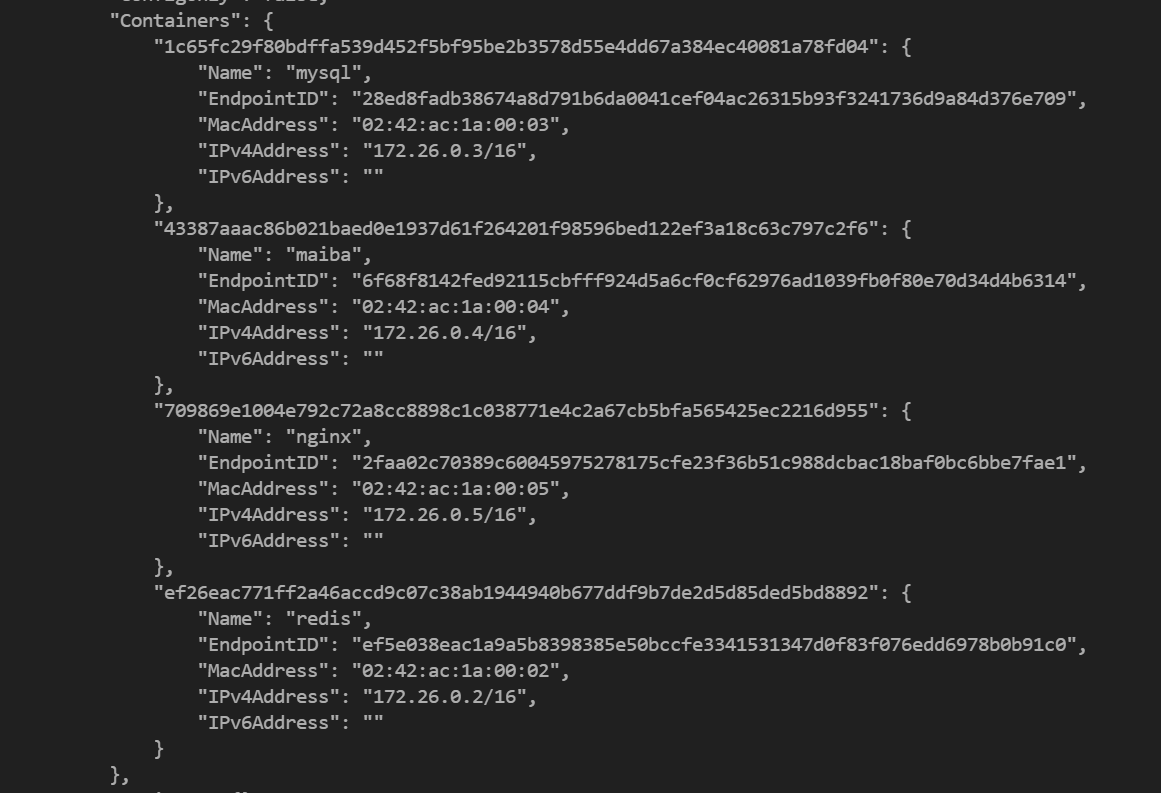 "Containers": {
"1c65fc29f80bdffa539d452f5bf95be2b3578d55e4dd67a384ec40081a78fd04": {
"Name": "mysql",
"EndpointID": "28ed8fadb38674a8d791b6da0041cef04ac26315b93f3241736d9a84d376e709",
"MacAddress": "02:42:ac:1a:00:03",
"IPv4Address": "172.26.0.3/16",
"IPv6Address": ""
},
"43387aaac86b021baed0e1937d61f264201f98596bed122ef3a18c63c797c2f6": {
"Name": "maiba",
"EndpointID": "6f68f8142fed92115cbfff924d5a6cf0cf62976ad1039fb0f80e70d34d4b6314",
"MacAddress": "02:42:ac:1a:00:04",
"IPv4Address": "172.26.0.4/16",
"IPv6Address": ""
},
"709869e1004e792c72a8cc8898c1c038771e4c2a67cb5bfa565425ec2216d955": {
"Name": "nginx",
"EndpointID": "2faa02c70389c60045975278175cfe23f36b51c988dcbac18baf0bc6bbe7fae1",
"MacAddress": "02:42:ac:1a:00:05",
"IPv4Address": "172.26.0.5/16",
"IPv6Address": ""
},
"ef26eac771ff2a46accd9c07c38ab1944940b677ddf9b7de2d5d85ded5bd8892": {
"Name": "redis",
"EndpointID": "ef5e038eac1a9a5b8398385e50bccfe3341531347d0f83f076edd6978b0b91c0",
"MacAddress": "02:42:ac:1a:00:02",
"IPv4Address": "172.26.0.2/16",
"IPv6Address": ""
}
},